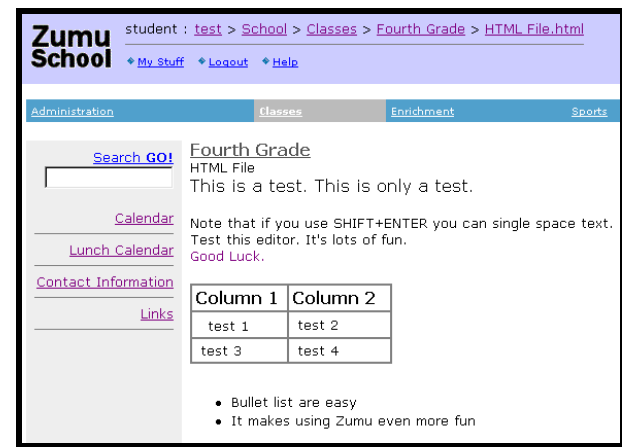 Zumu School
student : test > School > Classes > Fourth Grade > HTML File.html
My Stuff Logout Help
Administration Classes Enrichment Sports
Search GO!
Calendar
Lunch Calendar
Contact Information
Links
Fourth Grade
HTML File
This is a test. This is only a test.
Note that if you use SHIFT+ENTER you can single space text.
Test this editor. It's lots of fun.
Good Luck.
Column 1 Column 2
test 1 test 2
test 3 test 4
• Bullet list are easy
• It makes using Zumu even more fun